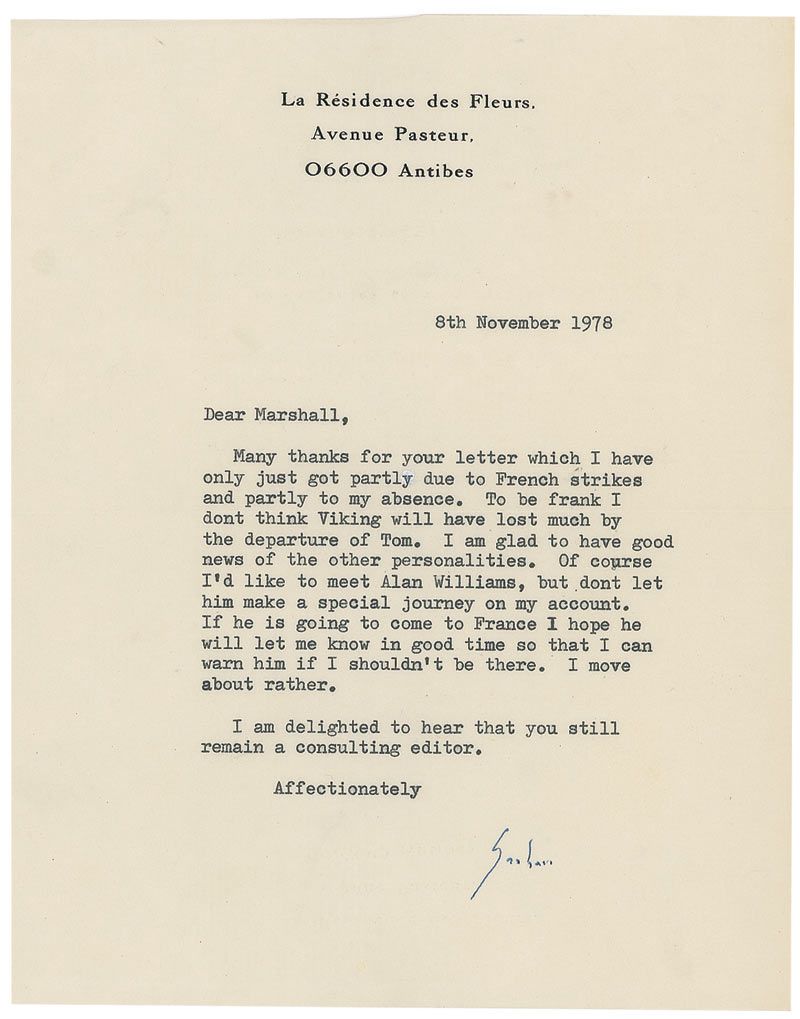 La Résidence des Fleurs.
Avenue Pasteur,
06600 Antibes
8th November 1978
Dear Marshall,
Many thanks for your letter which I have
only just got partly due to French strikes
and partly to my absence. To be frank I
dont think Viking will have lost much by
the departure of Tom. I am glad to have good
news of the other personalities. Of course
I'd like to meet Alan Williams, but dont let
him make a special journey on my account.
If he is going to come to France I hope he
will let me know in good time so that I can
warn him if I shouldn't be there. I move
about rather.
I am delighted to hear that you still
remain a consulting editor.
Affectionately
Graham